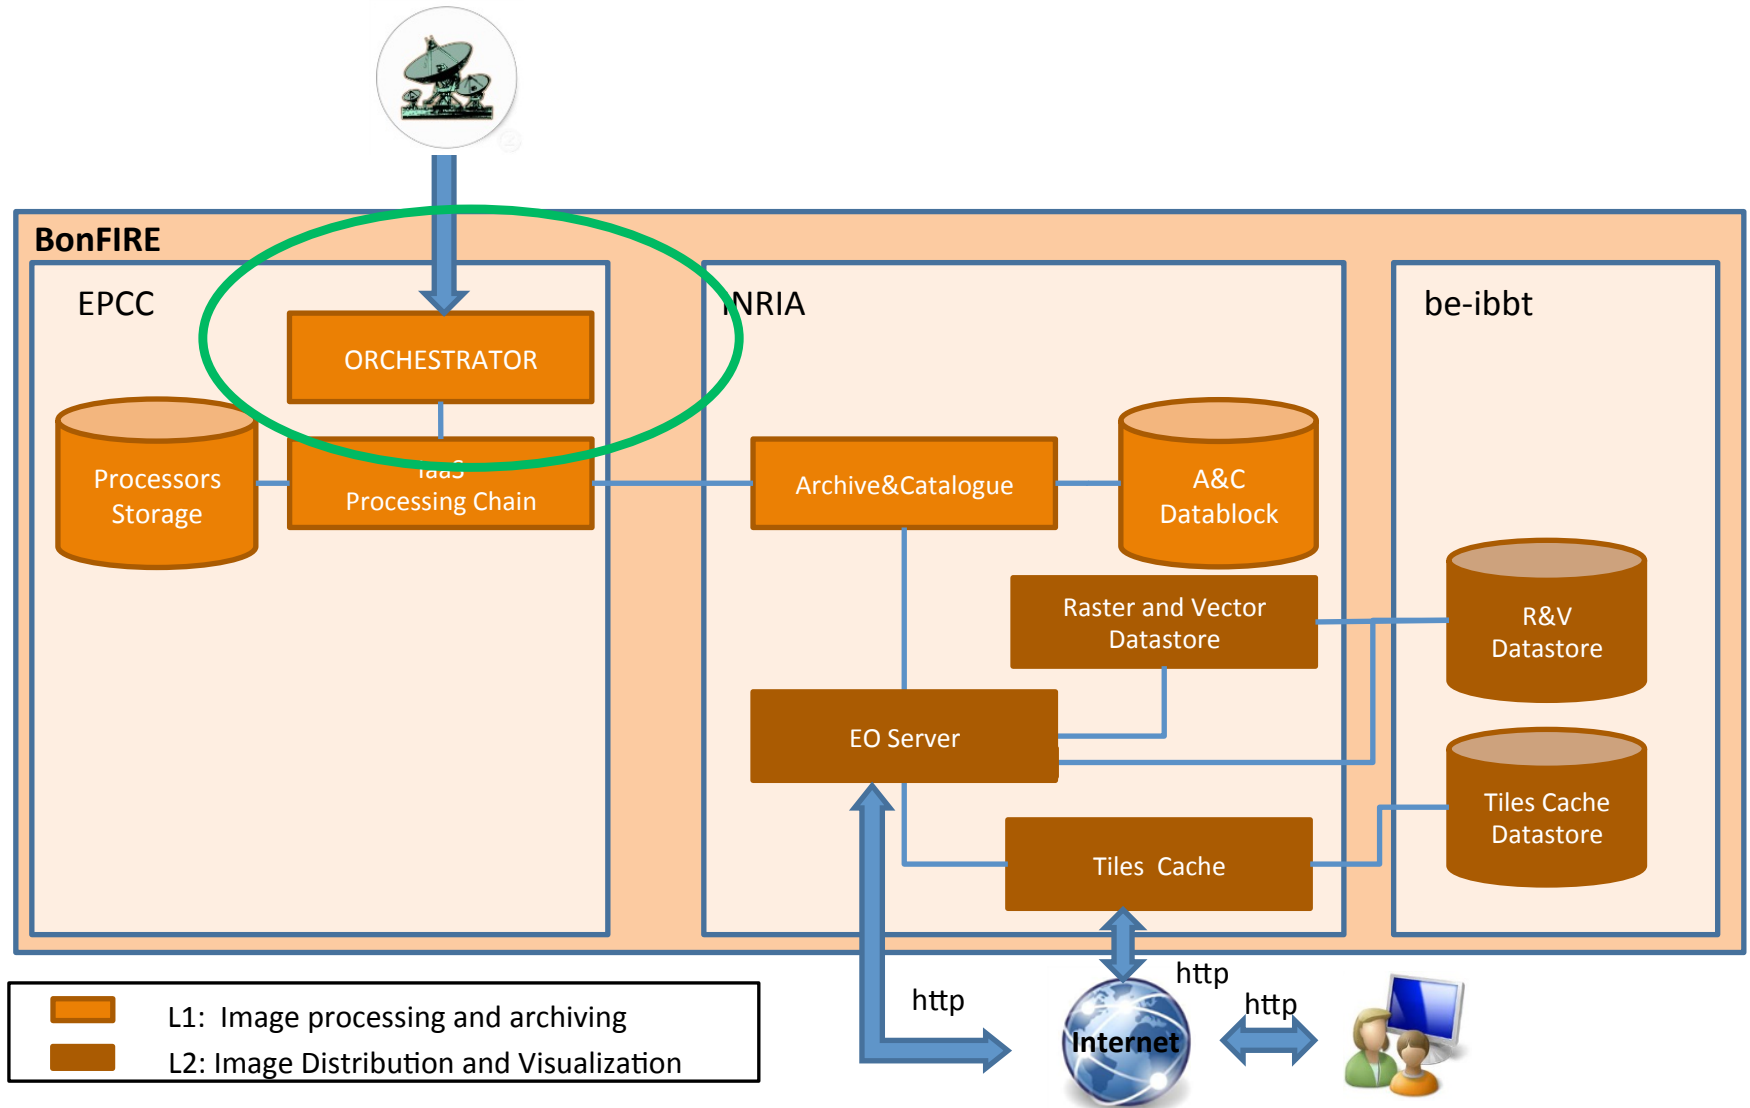 BonFIRE
EPCC
INRIA
be-ibbt
ORCHESTRATOR
Processors
Storage
IaaS
Processing Chain
Archive&Catalogue
A&C
Datablock
Raster and Vector
Datastore
R&V
Datastore
EO Server
Tiles Cache
Datastore
Tiles  Cache
http
http
http
Internet
L1:  Image processing and archiving
L2: Image Distribution and Visualization